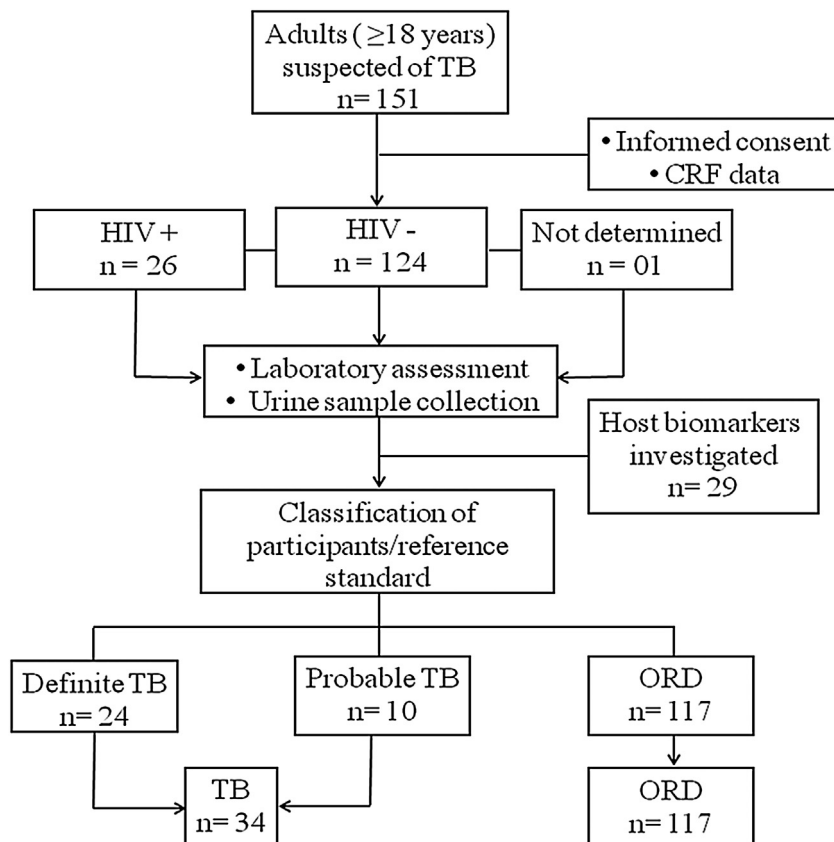 Adults ( ≥18 years)
suspected of TB
n= 151
• Informed consent
• CRF data
HIV +
n = 26
HIV -
n = 124
Not determined
n = 01
• Laboratory assessment
• Urine sample collection
Host biomarkers
investigated
n= 29
Classification of
participants/reference
standard
Definite TB
n= 24
Probable TB
n= 10
ORD
n= 117
TB
n= 34
ORD
n= 117